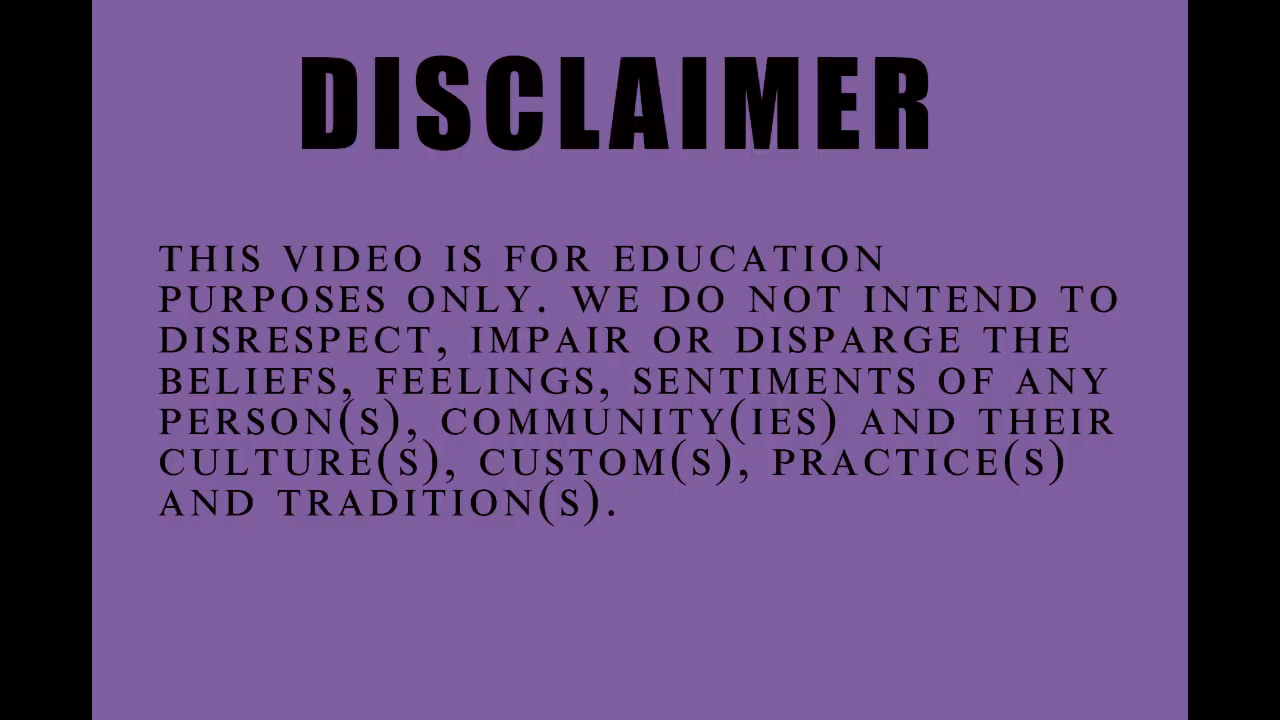 DISCLAIMER
THIS VIDEO IS FOR EDUCATION
PURPOSES ONLY. WE DO NOT INTEND TO
DISRESPECT, IMPAIR OR DISPARGE THE
BELIEFS, FEELINGS, SENTIMENTS OF ANY
PERSON(S), COMMUNITY(IES) AND THEIR
CULTURE(S), CUSTOM(S), PRACTICE(S)
AND TRADITION(S).